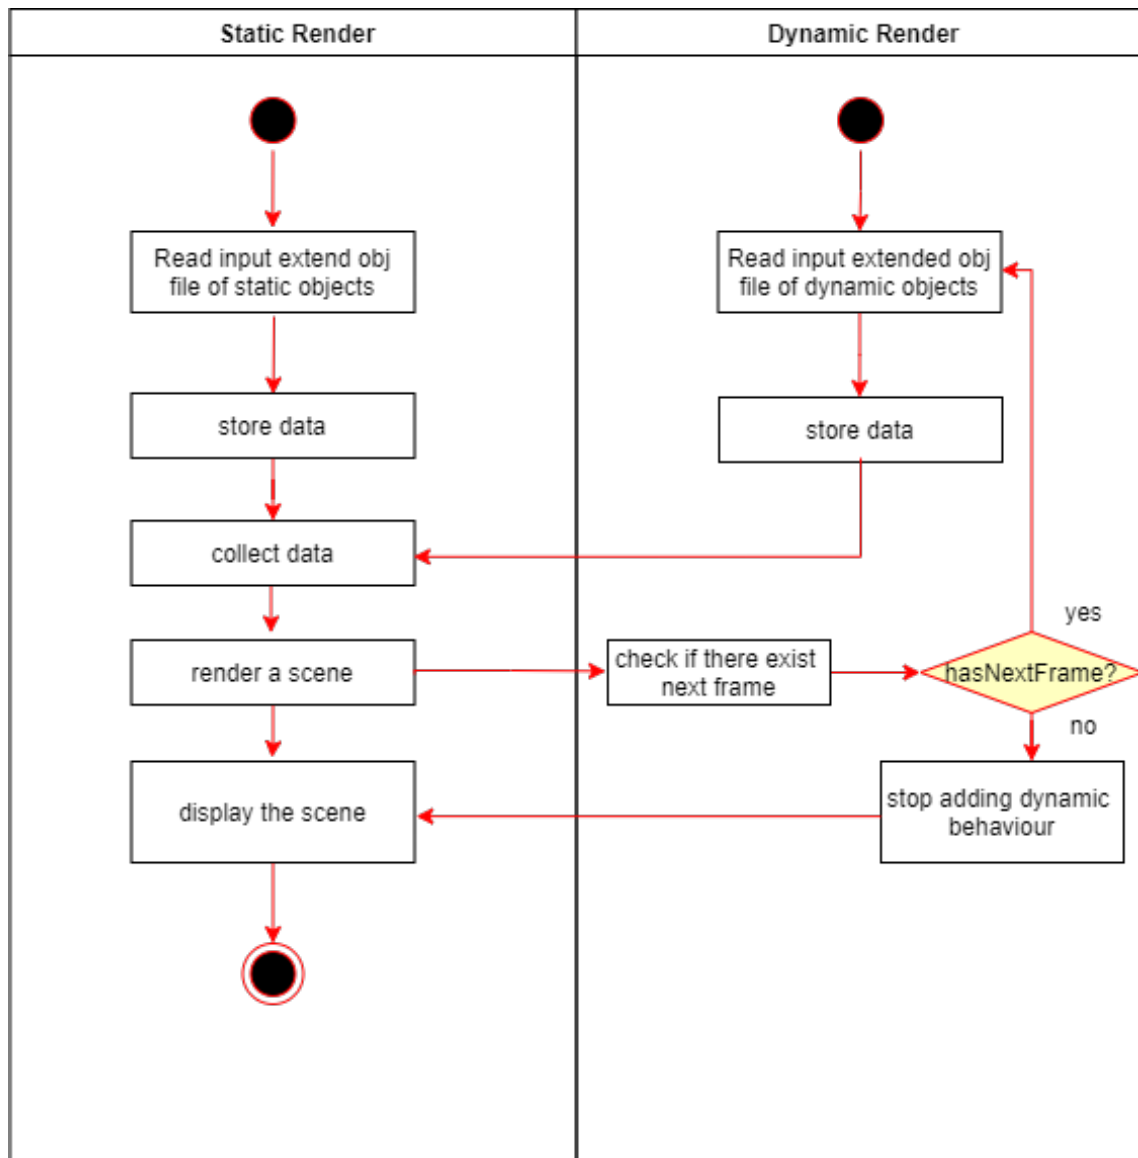 Static Render
Dynamic Render
Read input extend obj
file of static objects
Read input extended obj
file of dynamic objects
store data
store data
collect data
yes
render a scene
check if there exist
next frame
hasNextFrame?
no
display the scene
stop adding dynamic
behaviour